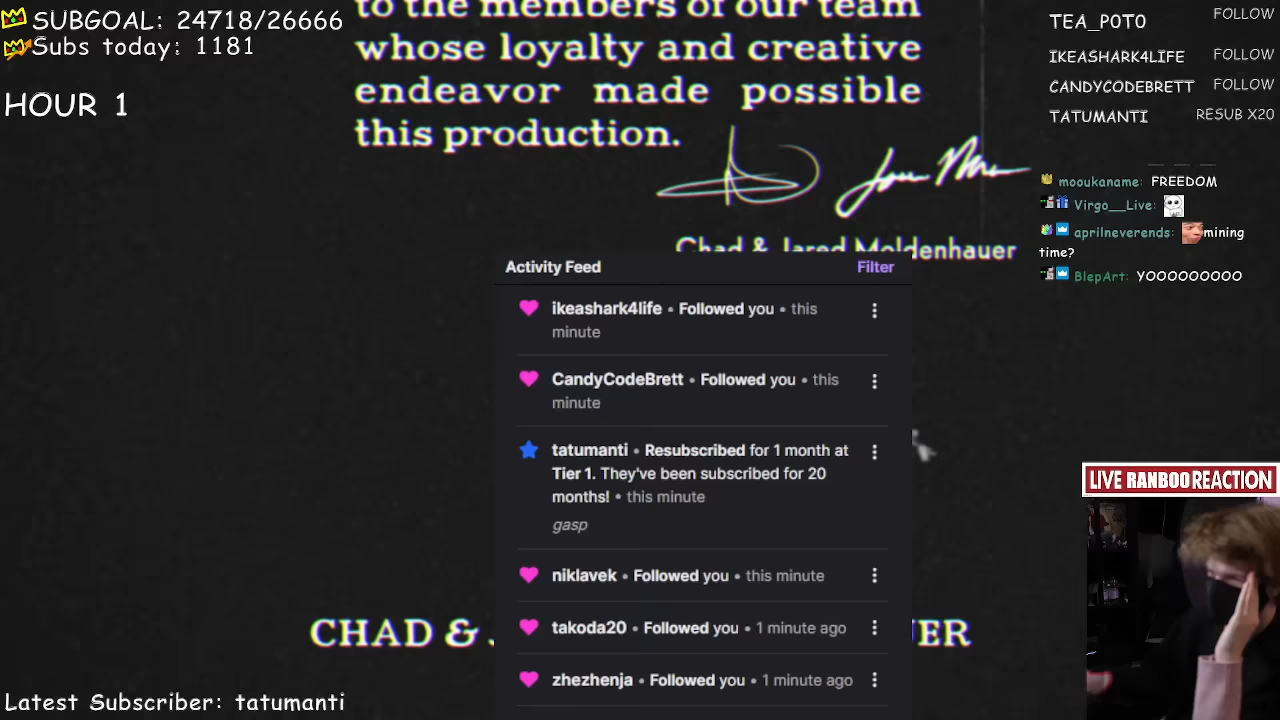 SUBGOAL: 24718/26666
Subs today: 1181
HOUR 1
to the members of our team
whose loyalty and creative
endeavor made possible
this production.
Chad & Jared Moldenhauer
TEA_P0T0 FOLLOW
IKEASHARK4LIFE FOLLOW
CANDYCODEBRETT FOLLOW
TATUMANTI RESUB X20
mooukaname: FREEDOM
Virgo__Live:
aprilneverends: mining
time?
BlepArt: YOOOOOOOOO
Activity Feed Filter
ikeashark4life • Followed you • this
minute
CandyCodeBrett • Followed you • this
minute
tatumanti • Resubscribed for 1 month at
Tier 1. They've been subscribed for 20
months! • this minute
gasp
niklavek • Followed you • this minute
takoda20 • Followed you • 1 minute ago
zhezhenja • Followed you • 1 minute ago
LIVE RANBOO REACTION
CHAD & J ER
Latest Subscriber: tatumanti